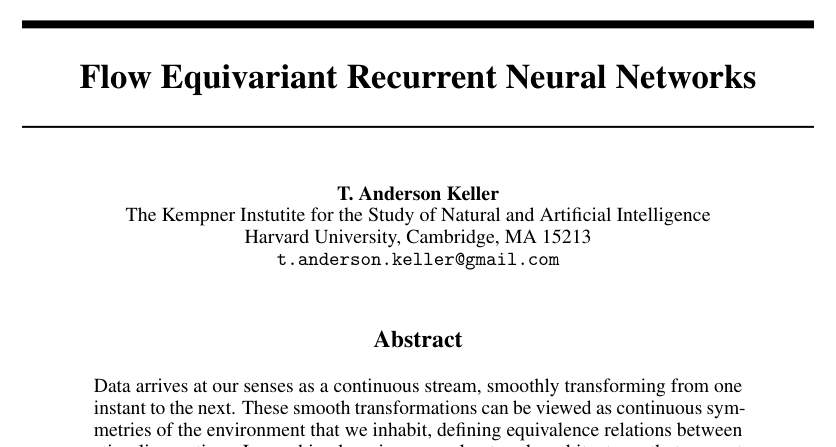 Flow Equivariant Recurrent Neural Networks
T. Anderson Keller
The Kempner Instutite for the Study of Natural and Artificial Intelligence
Harvard University, Cambridge, MA 15213
t.anderson.keller@gmail.com
Abstract
Data arrives at our senses as a continuous stream, smoothly transforming from one
instant to the next. These smooth transformations can be viewed as continuous sym-
metries of the environment that we inhabit, defining equivalence relations between